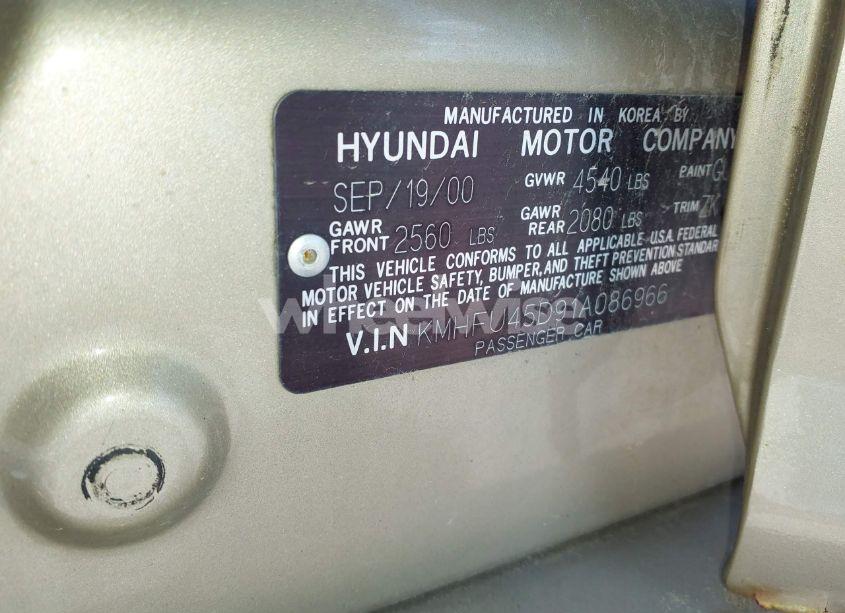 MANUFACTURED IN KOREA BY
HYUNDAI MOTOR COMPANY
SEP/19/00 GVWR 4540 LBS PAINT GL
GAWR FRONT 2560 LBS GAWR REAR 2080 LBS TRIM ZK
THIS VEHICLE CONFORMS TO ALL APPLICABLE U.S.A. FEDERAL
MOTOR VEHICLE SAFETY, BUMPER, AND THEFT PREVENTION STANDAR
IN EFFECT ON THE DATE OF MANUFACTURE SHOWN ABOVE
V.I.N
PASSENGER CAR